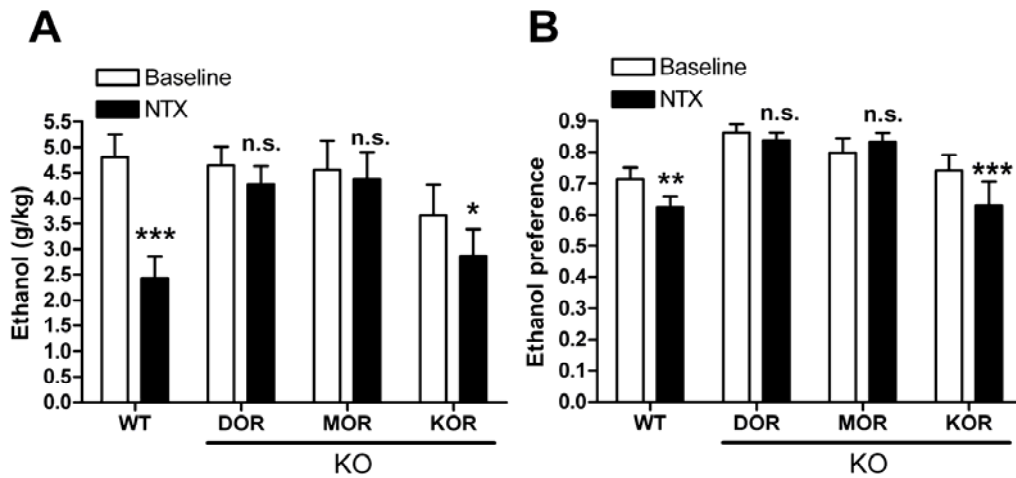 A
Baseline
NTX
Ethanol (g/kg)
5.5
5.0
4.5
4.0
3.5
3.0
2.5
2.0
1.5
1.0
0.5
0.0
***
n.s.
n.s.
*
WT
DOR
MOR
KOR
KO
B
Baseline
NTX
Ethanol preference
0.9
0.8
0.7
0.6
0.5
0.4
0.3
0.2
0.1
0.0
**
n.s.
n.s.
***
WT
DOR
MOR
KOR
KO